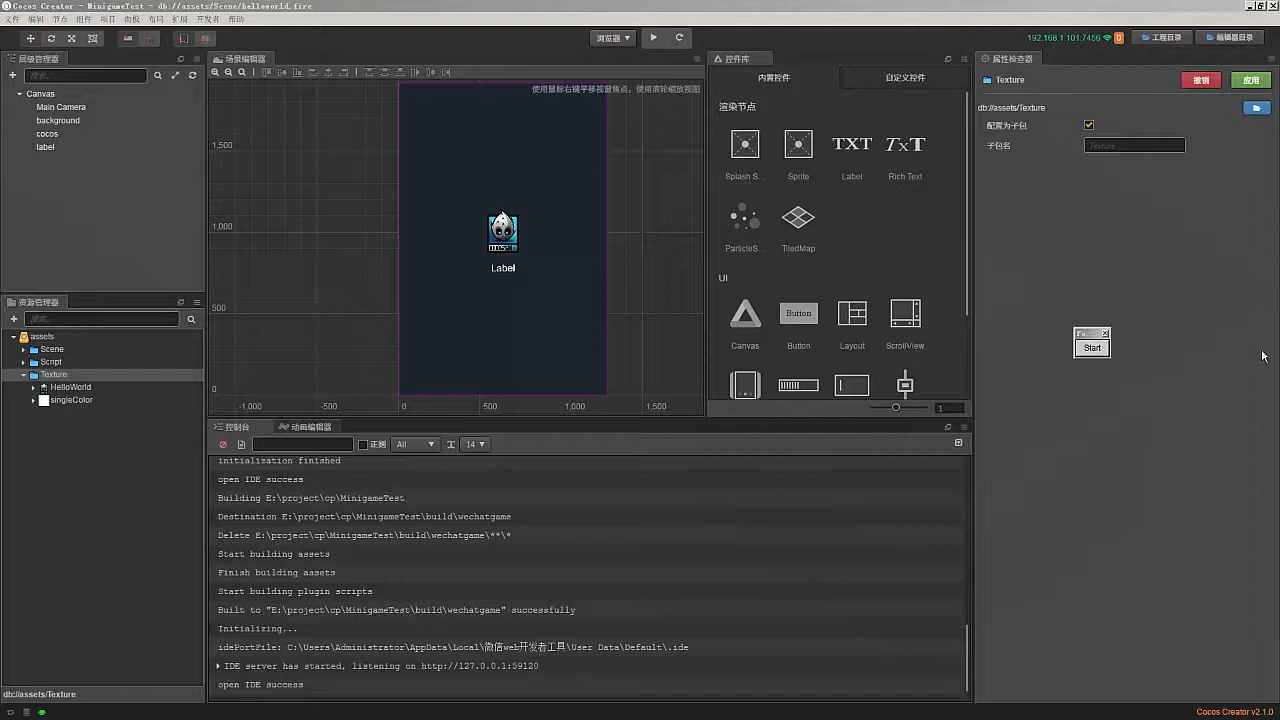 Cocos Creator - MinigameTest - db://assets/Scene/helloworld.fire
文件 编辑 节点 组件 项目 面板 布局 扩展 开发者 帮助
浏览器
192.168.1.101:7456
0
工程目录
编辑器目录
层级管理器
搜索...
Canvas
Main Camera
background
cocos
label
场景编辑器
使用鼠标右键平移视窗焦点，使用滚轮缩放视图
1,500
1,000
500
0
-1,000
-500
0
500
1,000
1,500
Label
控件库
内置控件
自定义控件
渲染节点
Splash S...
Sprite
TXT
Label
TxT
Rich Text
ParticleS...
TiledMap
UI
Canvas
Button
Button
Layout
ScrollView
1
属性检查器
Texture
撤销
应用
db://assets/Texture
配置为子包
子包名
Texture
Start
资源管理器
搜索...
assets
Scene
Script
Texture
HelloWorld
singleColor
db://assets/Texture
控制台
动画编辑器
正则
All
14
initialization finished
open IDE success
Building E:\project\cp\MinigameTest
Destination E:\project\cp\MinigameTest\build\wechatgame
Delete E:\project\cp\MinigameTest\build\wechatgame\**\*
Start building assets
Finish building assets
Start building plugin scripts
Built to "E:\project\cp\MinigameTest\build\wechatgame" successfully
Initializing...
idePortFile: C:\Users\Administrator\AppData\Local\微信web开发者工具\User Data\Default\.ide
IDE server has started, listening on http://127.0.0.1:59120
open IDE success
Cocos Creator v2.1.0